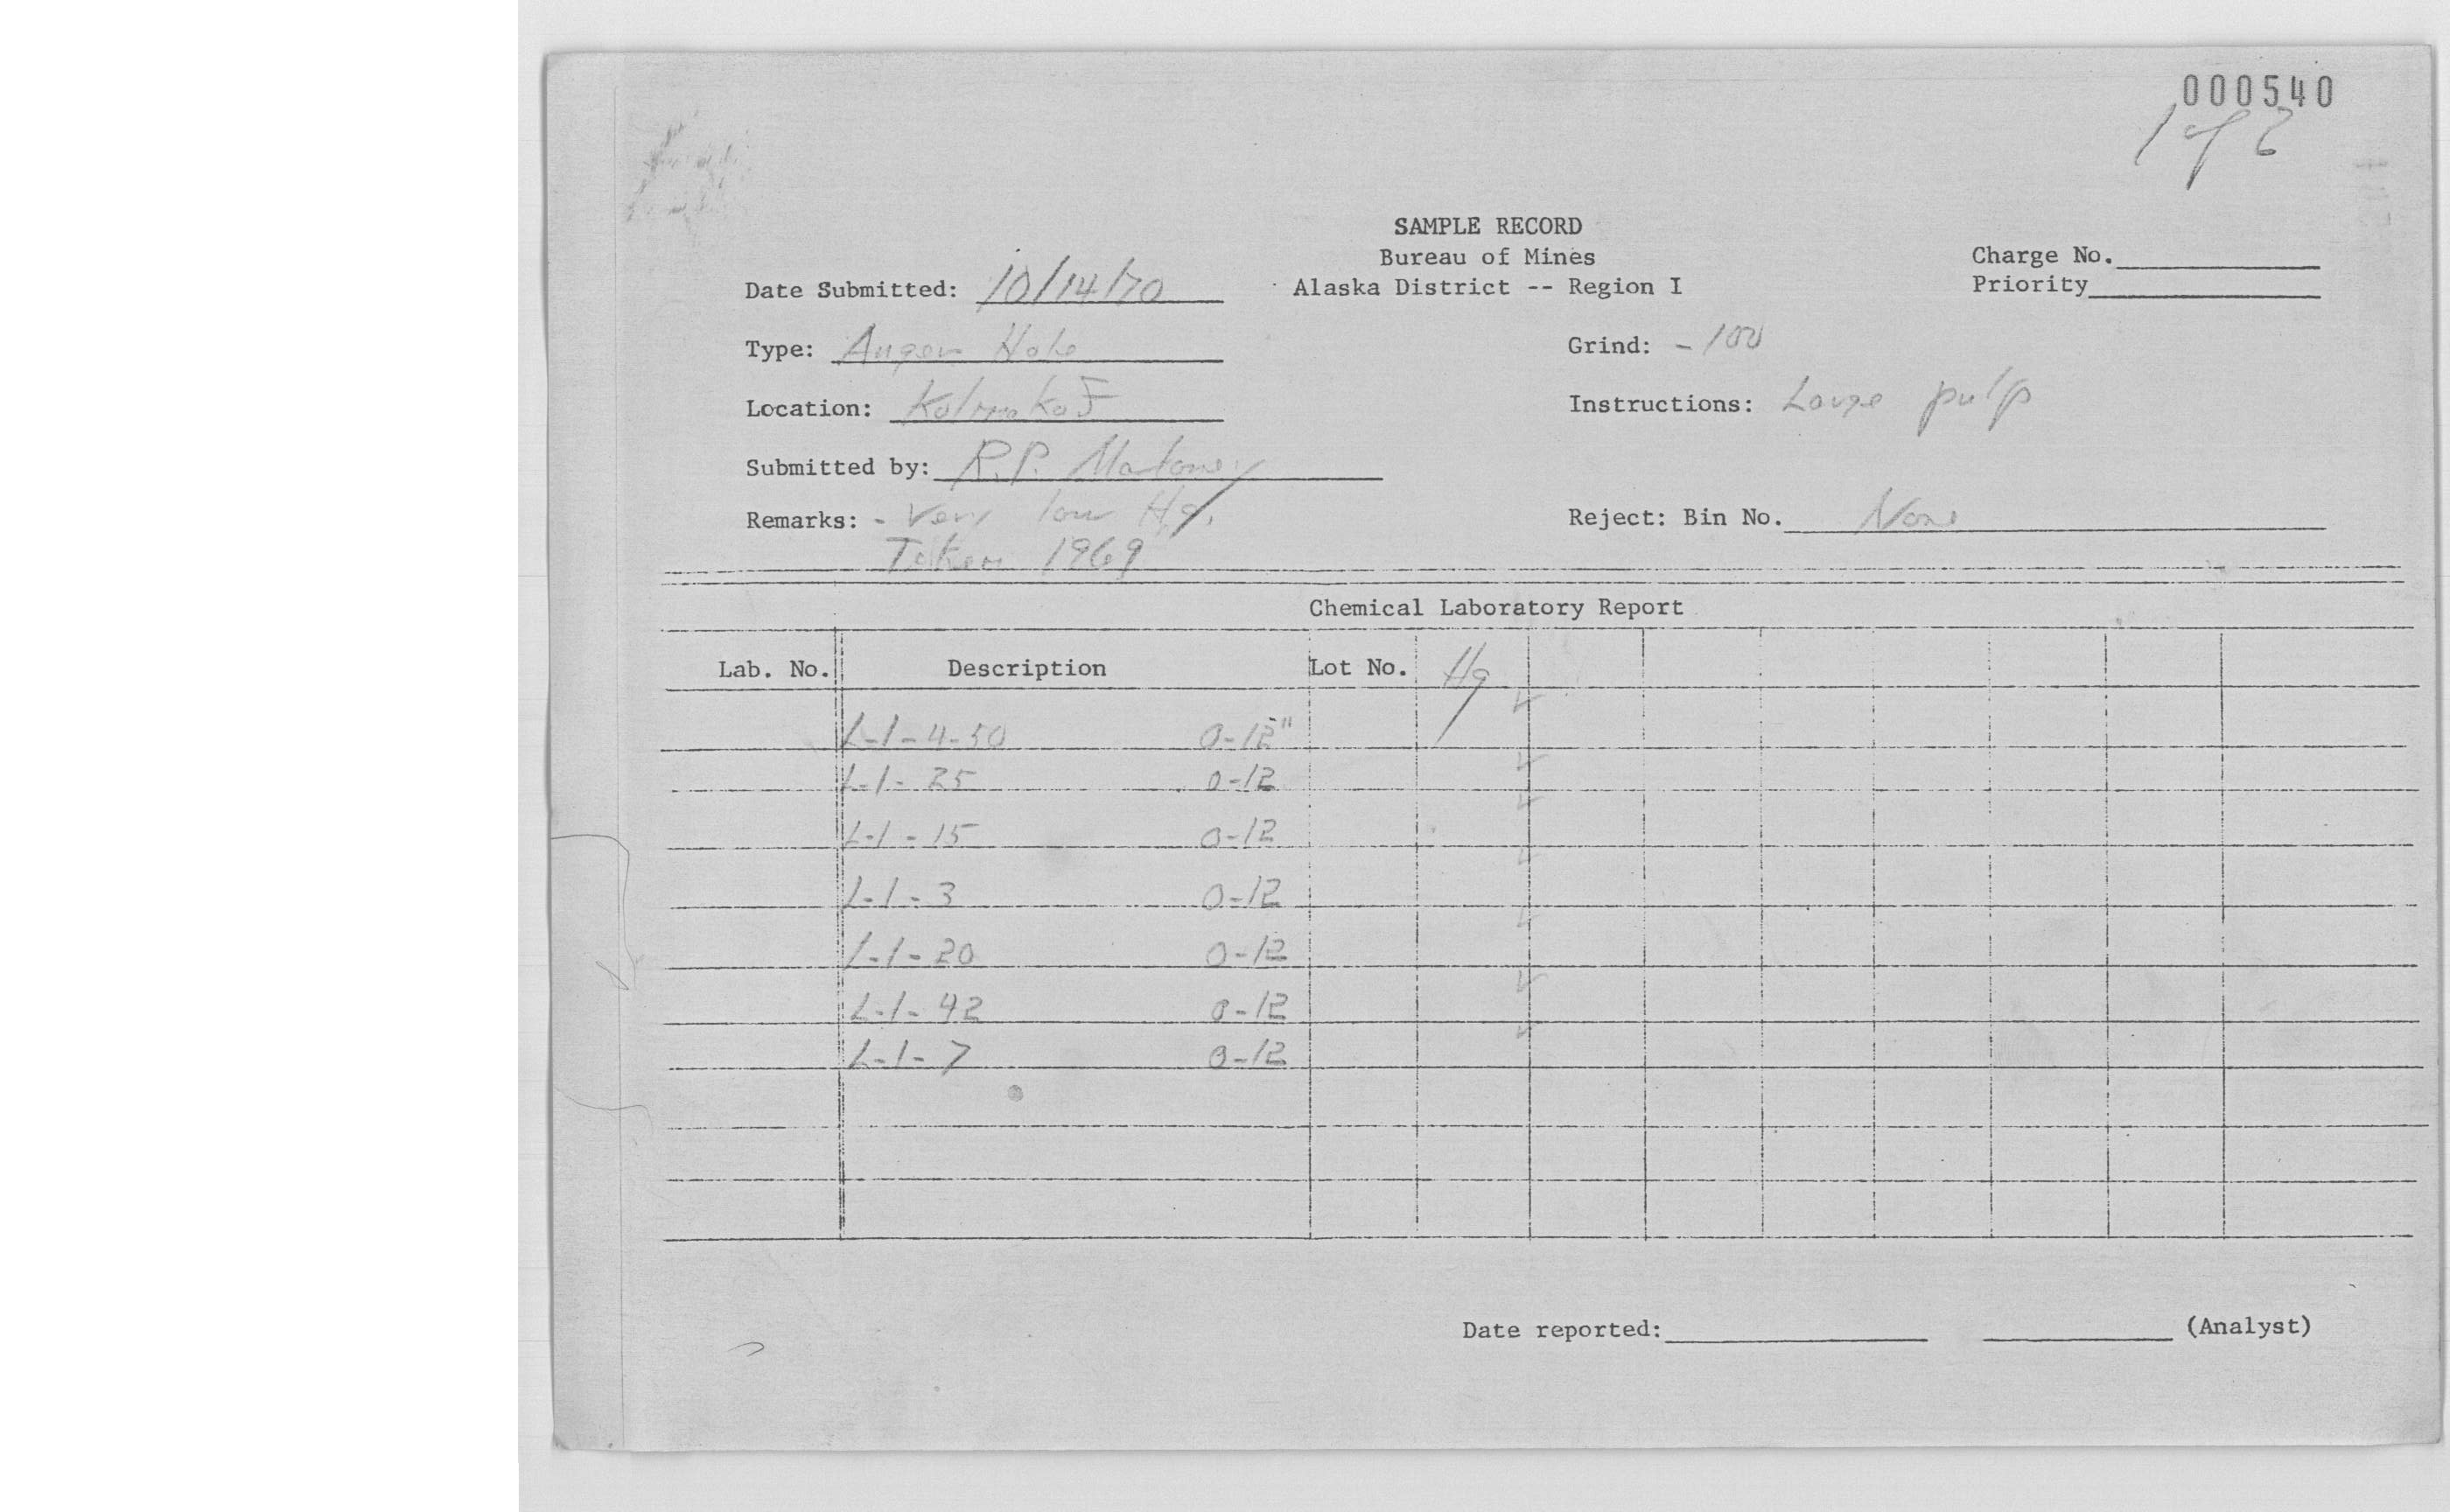 000540
1 of 2
SAMPLE RECORD
Bureau of Mines
Alaska District -- Region I
Charge No.
Priority
Date Submitted: 10/14/70
Type: Auger Hole
Grind: -100
Location: Kolmakof
Instructions: Large pulp
Submitted by: R.P. Maloney
Remarks: - Very low Hg.
Taken 1969
Reject: Bin No. None
Chemical Laboratory Report
Lab. No. Description Lot No. Hg
L-1-4-50 0-12" ✓
L-1-25 0-12 ✓
L-1-15 0-12 ✓
L-1-3 0-12 ✓
L-1-20 0-12 ✓
L-1-42 0-12 ✓
L-1-7 0-12 ✓
Date reported: (Analyst)